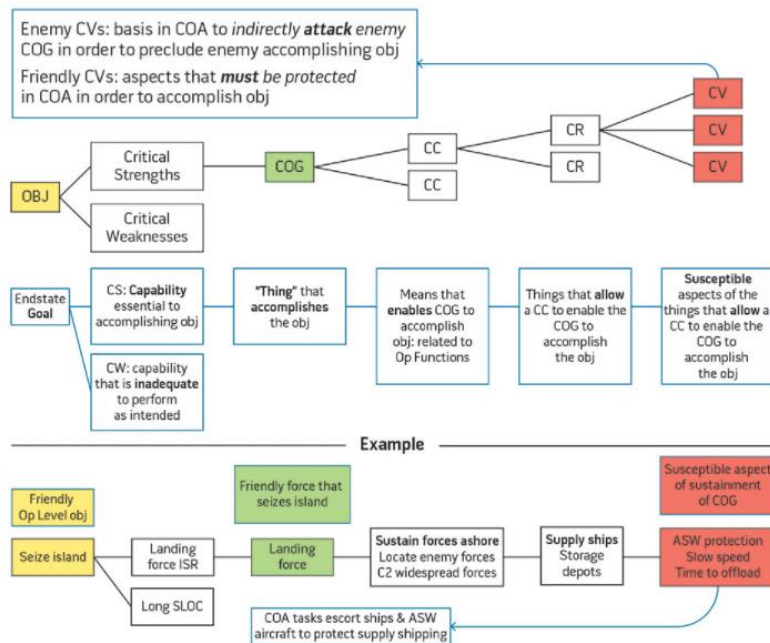 Enemy CVs: basis in COA to indirectly attack enemy
COG in order to preclude enemy accomplishing obj
Friendly CVs: aspects that must be protected
in COA in order to accomplish obj
OBJ
Critical
Strengths
Critical
Weaknesses
COG
CC
CC
CR
CR
CV
CV
CV
Endstate
Goal
CS: Capability
essential to
accomplishing obj
CW: capability
that is inadequate
to perform
as intended
"Thing" that
accomplishes
the obj
Means that
enables COG to
accomplish
obj: related to
Op Functions
Things that allow
a CC to enable the
COG to
accomplish
the obj
Susceptible
aspects of the
things that allow a
CC to enable the
COG to
accomplish
the obj
Example
Friendly
Op Level obj
Friendly force that
seizes island
Susceptible aspect
of sustainment
of COG
Seize island
Landing
force ISR
Long SLOC
Landing
force
Sustain forces ashore
Locate enemy forces
C2 widespread forces
Supply ships
Storage
depots
ASW protection
Slow speed
Time to offload
COA tasks escort ships & ASW
aircraft to protect supply shipping